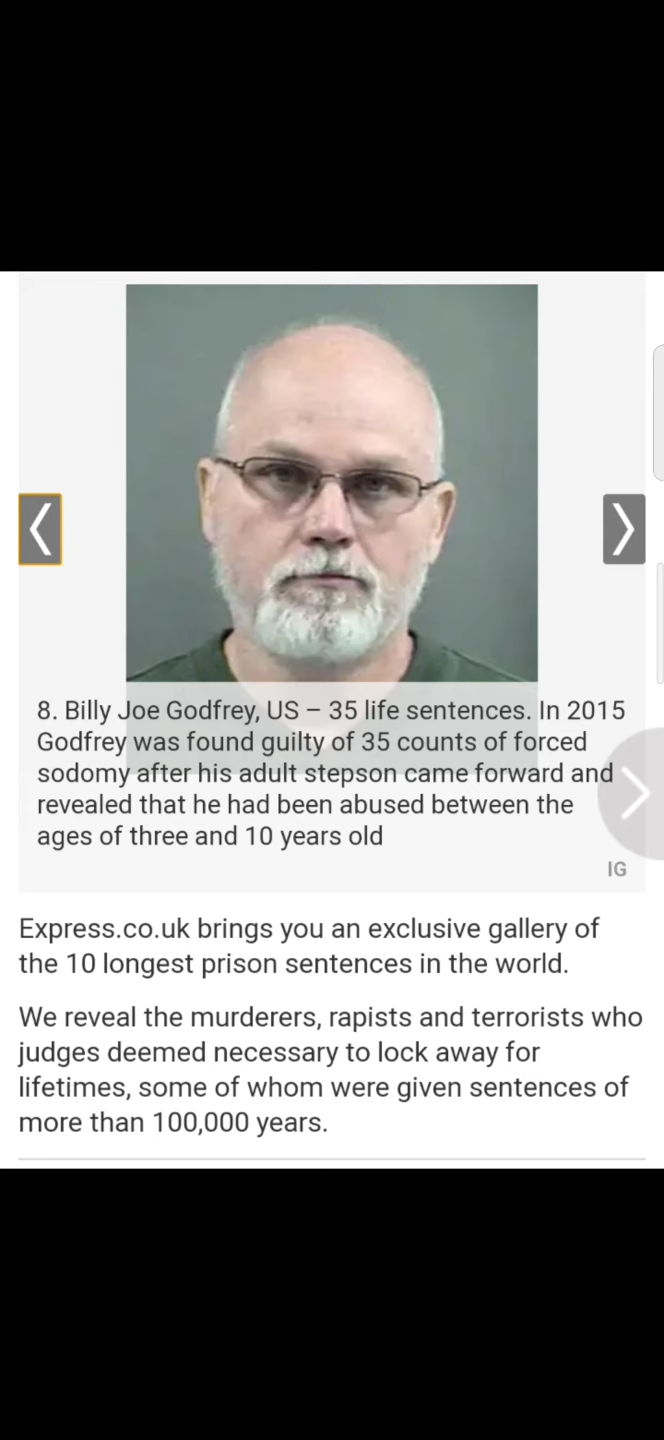 8. Billy Joe Godfrey, US – 35 life sentences. In 2015
Godfrey was found guilty of 35 counts of forced
sodomy after his adult stepson came forward and
revealed that he had been abused between the
ages of three and 10 years old
IG
Express.co.uk brings you an exclusive gallery of
the 10 longest prison sentences in the world.
We reveal the murderers, rapists and terrorists who
judges deemed necessary to lock away for
lifetimes, some of whom were given sentences of
more than 100,000 years.